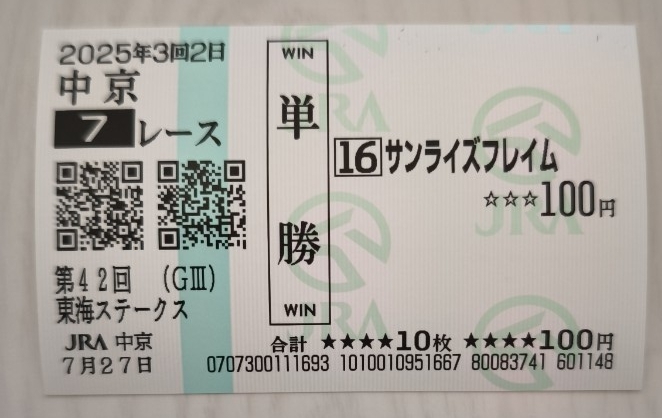 2025年3回2日
中京
7レース
第42回 (GⅢ)
東海ステークス
JRA 中京
7月27日
WIN
単勝
WIN
16 サンライズフレイム
☆☆☆100円
合計 ★★★★10枚 ★★★★100円
0707300111693 1010010951667 80083741 601148
JRA
JRA
JRA